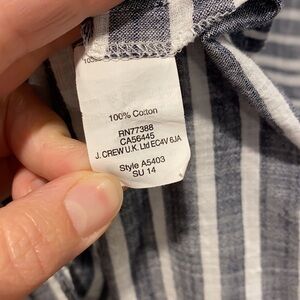 100% Cotton
RN77388
CA56445
J. CREW U.K. Ltd EC4V 6JA
Style A5403
SU 14